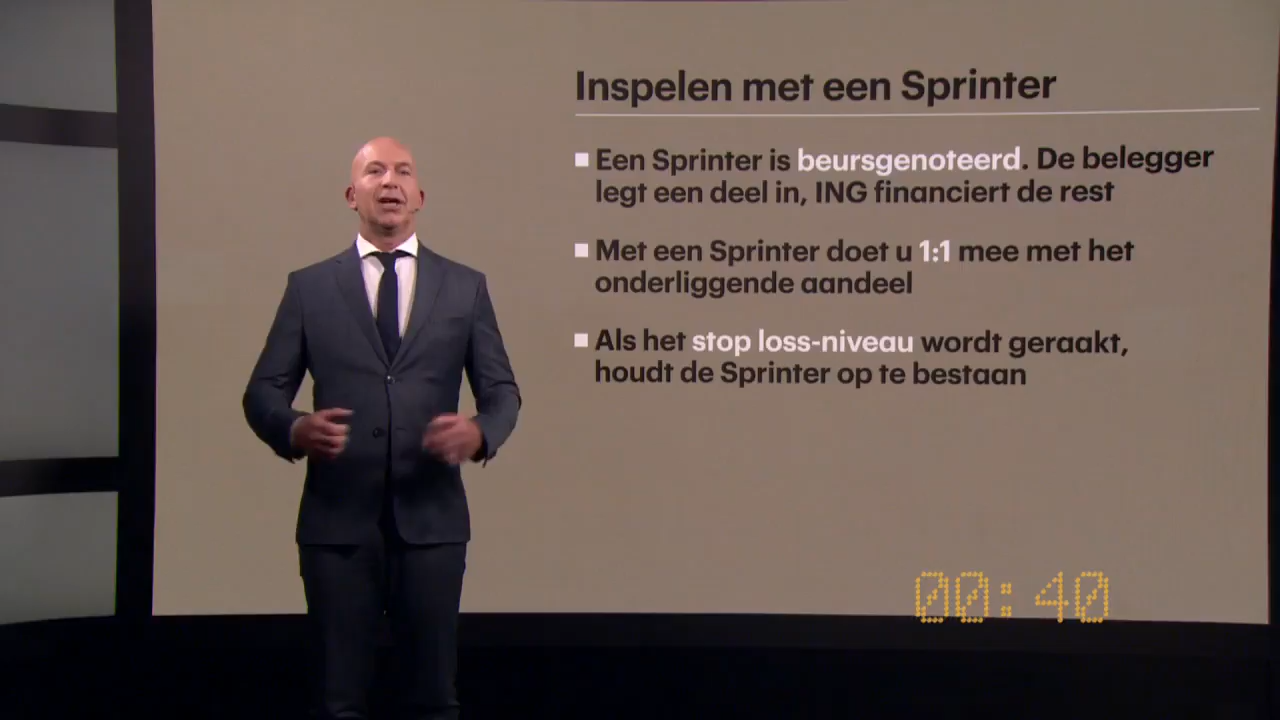 Inspelen met een Sprinter
Een Sprinter is beursgenoteerd. De belegger
legt een deel in, ING financiert de rest
Met een Sprinter doet u 1:1 mee met het
onderliggende aandeel
Als het stop loss-niveau wordt geraakt,
houdt de Sprinter op te bestaan
00:40